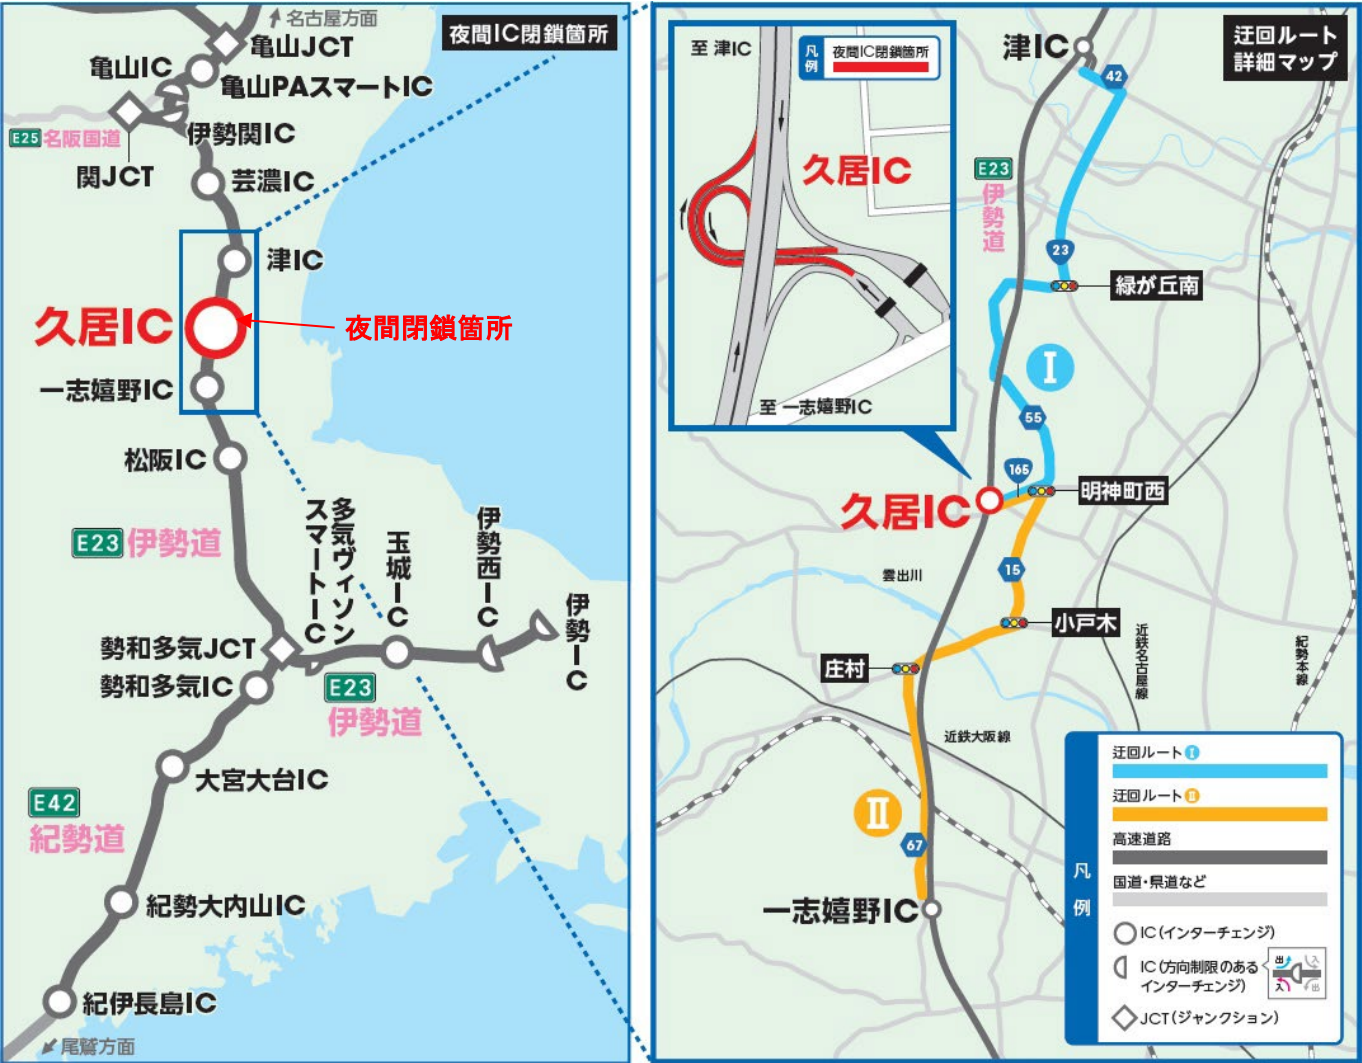 名古屋方面
夜間IC閉鎖箇所
亀山JCT
亀山IC
亀山PAスマートIC
E25 名阪国道
伊勢関IC
関JCT
芸濃IC
津IC
久居IC
夜間閉鎖箇所
一志嬉野IC
松阪IC
E23 伊勢道
多気ヴィソン
スマートIC
玉城IC
伊勢西IC
伊勢IC
勢和多気JCT
勢和多気IC
E23
伊勢道
大宮大台IC
E42
紀勢道
紀勢大内山IC
紀伊長島IC
尾鷲方面
迂回ルート
詳細マップ
至 津IC
凡例
夜間IC閉鎖箇所
久居IC
至 一志嬉野IC
津IC
42
E23
伊勢道
23
緑が丘南
I
55
165
明神町西
久居IC
15
雲出川
小戸木
庄村
近鉄名古屋線
紀勢本線
近鉄大阪線
II
67
一志嬉野IC
凡例
迂回ルートI
迂回ルートII
高速道路
国道・県道など
IC（インターチェンジ）
IC（方向制限のある
インターチェンジ）
出
入
入
出
JCT（ジャンクション）